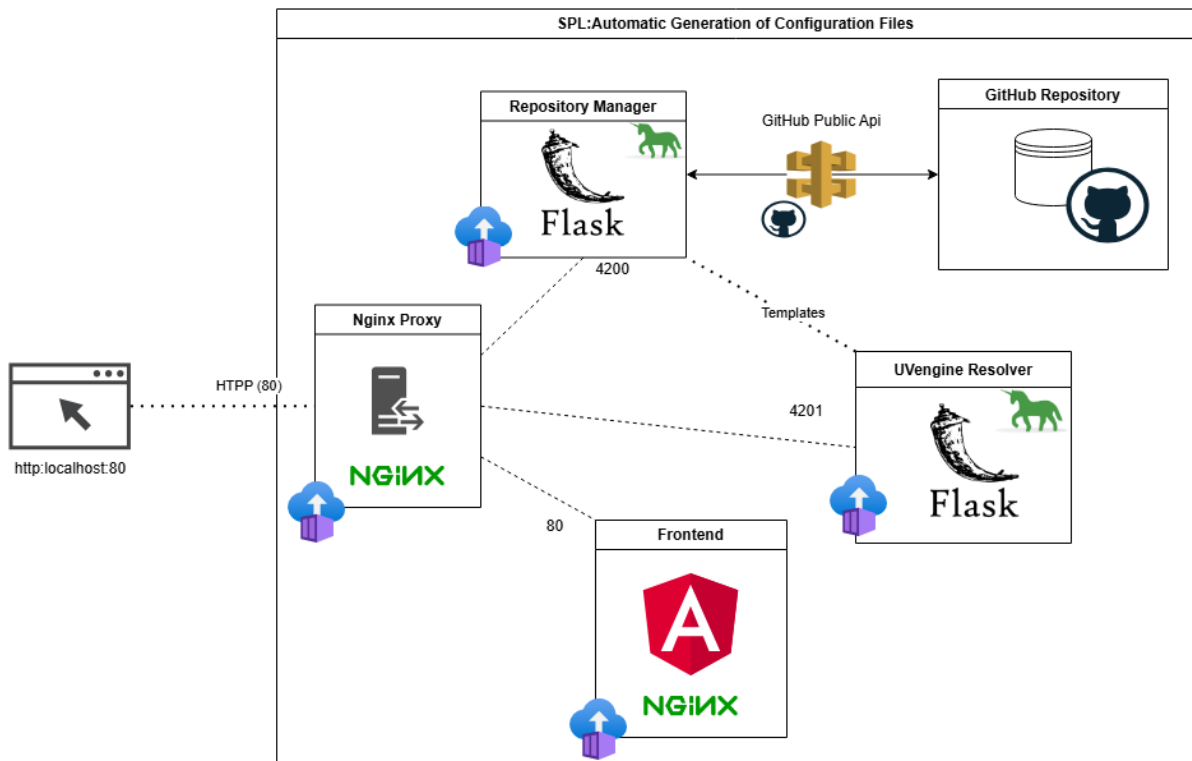 SPL:Automatic Generation of Configuration Files
Repository Manager
Flask
4200
GitHub Public Api
GitHub Repository
Templates
Nginx Proxy
NGiNX
HTPP (80)
http:localhost:80
UVengine Resolver
Flask
4201
80
Frontend
A
NGiNX